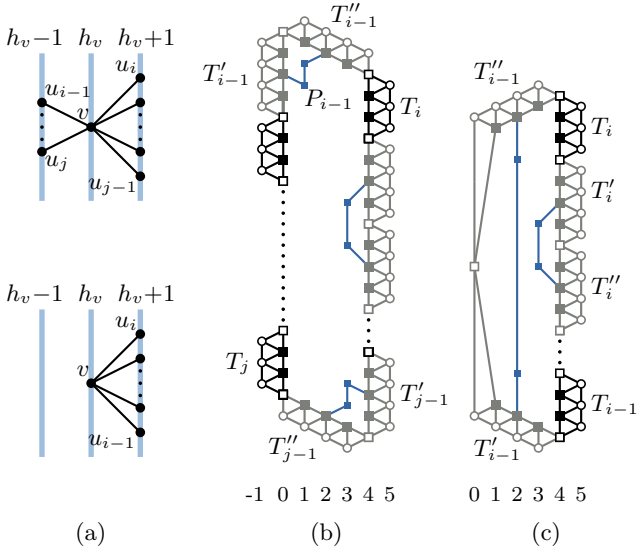 h_v−1 h_v h_v+1
u_i
u_{i−1}
v
u_j
u_{j−1}
h_v−1 h_v h_v+1
u_i
v
u_{i−1}
(a)
T''_{i−1}
T'_{i−1}
P_{i−1}
T_i
T_j
T'_{j−1}
T''_{j−1}
-1 0 1 2 3 4 5
(b)
T''_{i−1}
T_i
T'_i
T''_i
T_{i−1}
T'_{i−1}
0 1 2 3 4 5
(c)